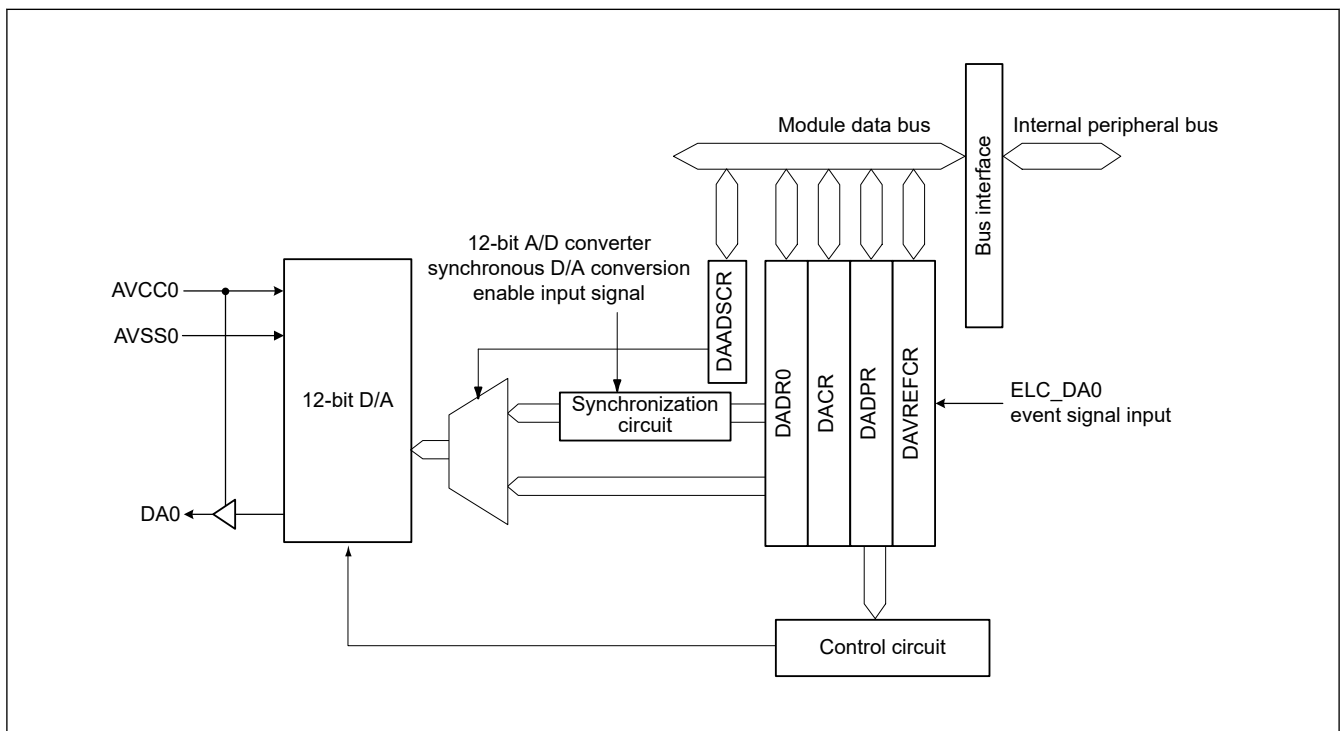 Module data bus
Internal peripheral bus
Bus interface
12-bit A/D converter
synchronous D/A conversion
enable input signal
DAADSCR
DADR0
DACR
DADPR
DAVREFCR
AVCC0
AVSS0
12-bit D/A
Synchronization
circuit
ELC_DA0
event signal input
DA0
Control circuit